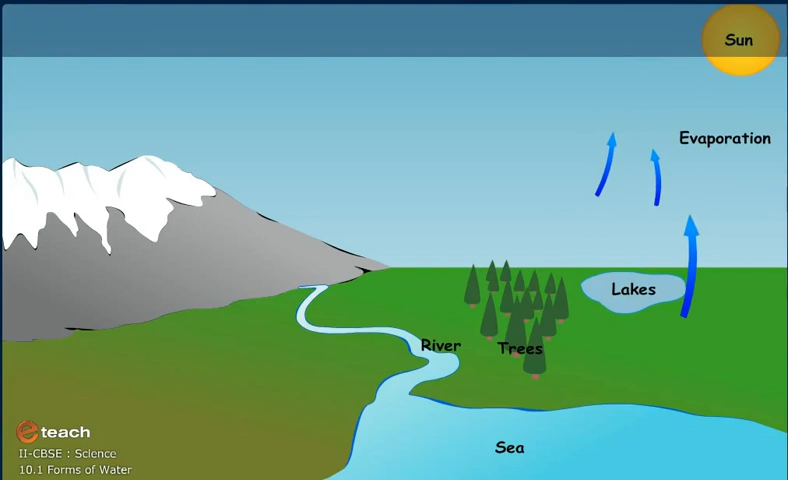 Sun
Evaporation
Lakes
River
Trees
Sea
eteach
II-CBSE : Science
10.1 Forms of Water